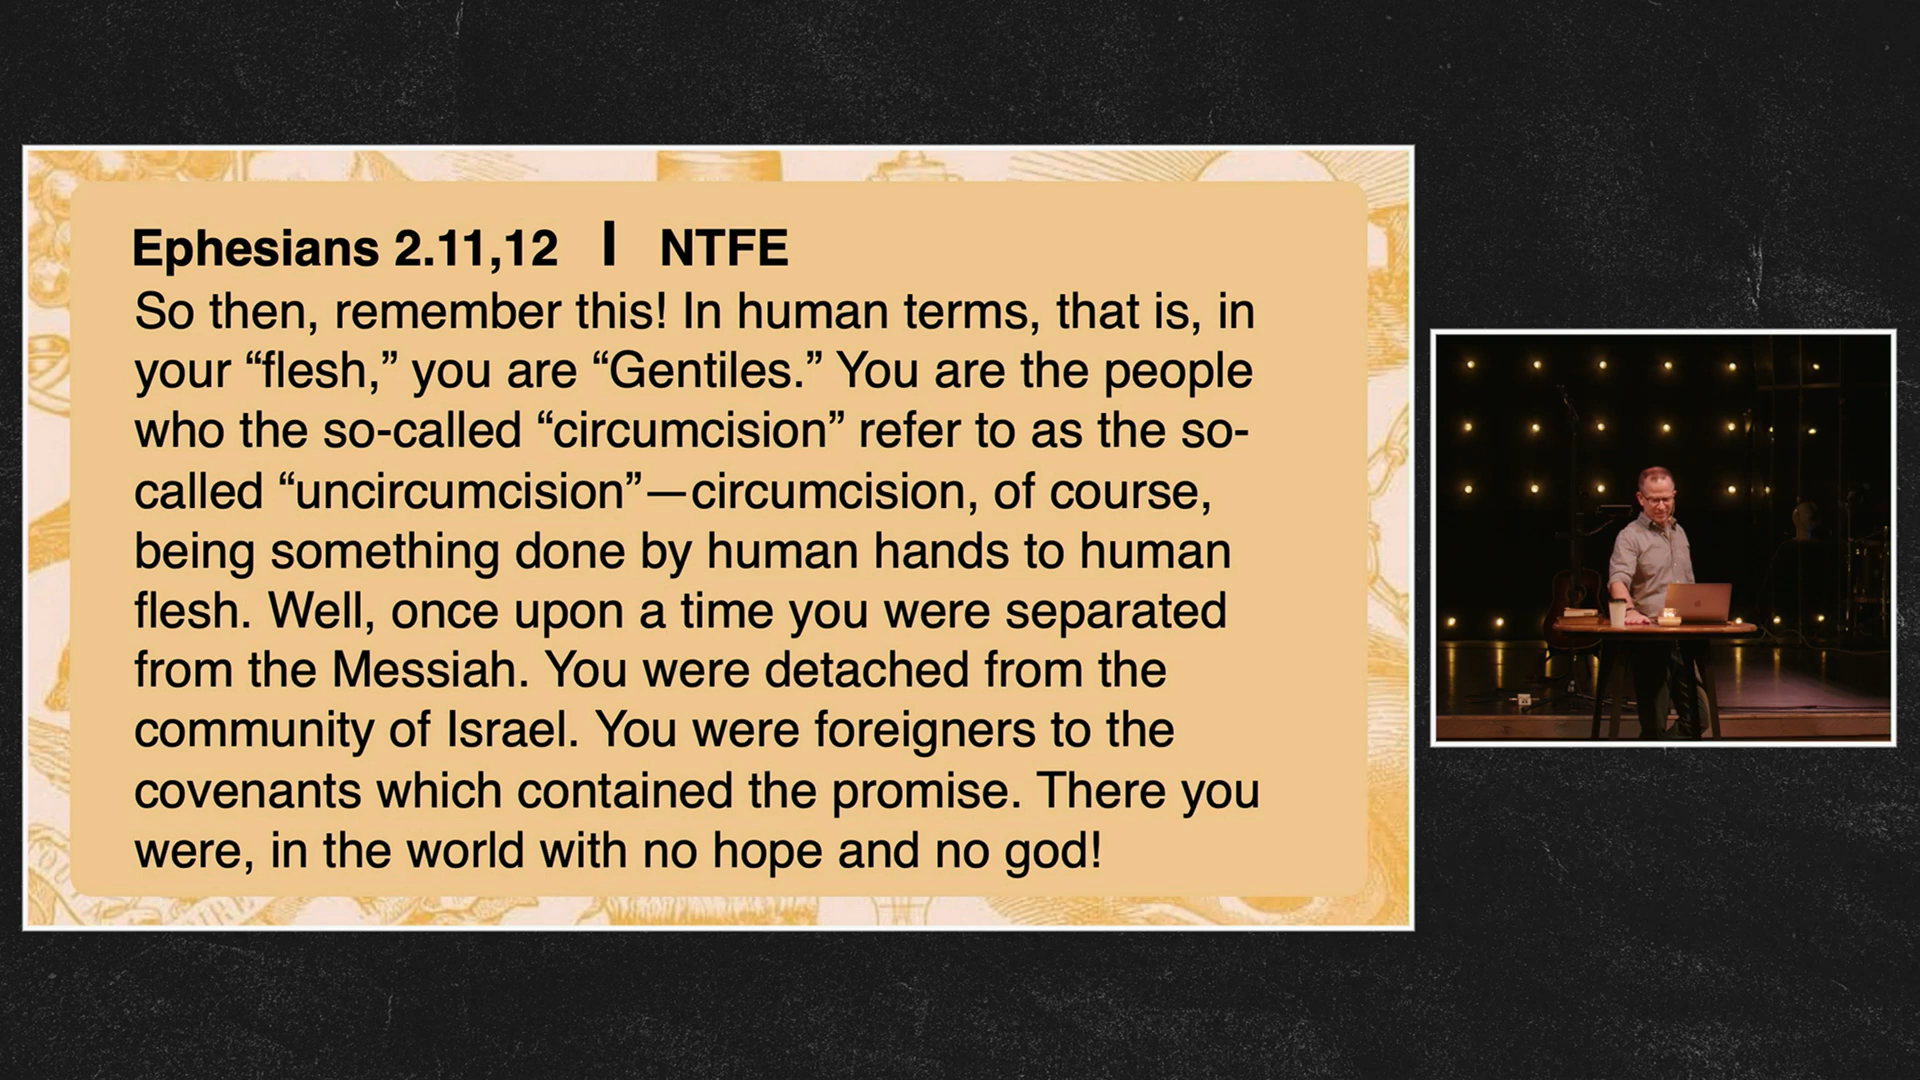 Ephesians 2.11,12 | NTFE
So then, remember this! In human terms, that is, in
your “flesh,” you are “Gentiles.” You are the people
who the so-called “circumcision” refer to as the so-
called “uncircumcision”—circumcision, of course,
being something done by human hands to human
flesh. Well, once upon a time you were separated
from the Messiah. You were detached from the
community of Israel. You were foreigners to the
covenants which contained the promise. There you
were, in the world with no hope and no god!